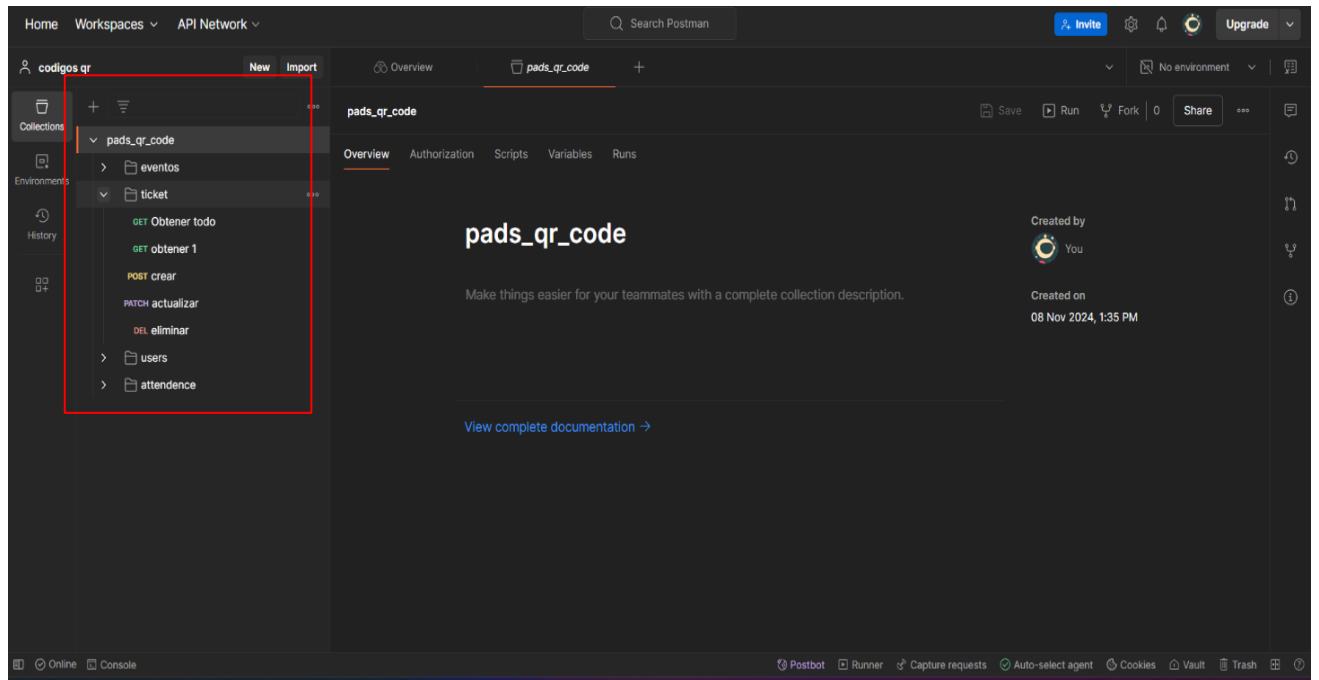 Home Workspaces API Network Search Postman Invite Upgrade
codigos qr New Import Overview pads_qr_code No environment
Collections
Environments
History
pads_qr_code
eventos
ticket
GET Obtener todo
GET obtener 1
POST crear
PATCH actualizar
DEL eliminar
users
attendence
pads_qr_code Save Run Fork 0 Share
Overview Authorization Scripts Variables Runs
pads_qr_code
Make things easier for your teammates with a complete collection description.
View complete documentation →
Created by
You
Created on
08 Nov 2024, 1:35 PM
Online Console Postbot Runner Capture requests Auto-select agent Cookies Vault Trash